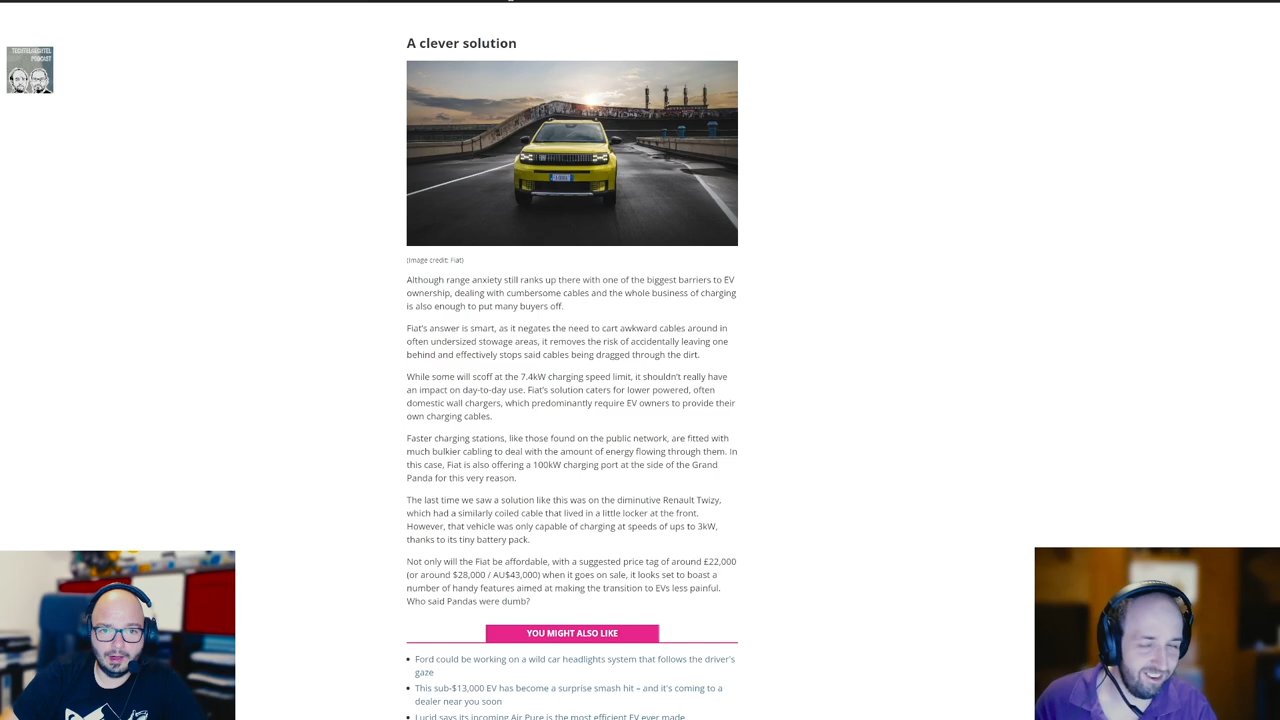 A clever solution
TECHTELMECHTEL
PODCAST
(Image credit: Fiat)
Although range anxiety still ranks up there with one of the biggest barriers to EV
ownership, dealing with cumbersome cables and the whole business of charging
is also enough to put many buyers off.
Fiat's answer is smart, as it negates the need to cart awkward cables around in
often undersized stowage areas, it removes the risk of accidentally leaving one
behind and effectively stops said cables being dragged through the dirt.
While some will scoff at the 7.4kW charging speed limit, it shouldn't really have
an impact on day-to-day use. Fiat's solution caters for lower powered, often
domestic wall chargers, which predominantly require EV owners to provide their
own charging cables.
Faster charging stations, like those found on the public network, are fitted with
much bulkier cabling to deal with the amount of energy flowing through them. In
this case, Fiat is also offering a 100kW charging port at the side of the Grand
Panda for this very reason.
The last time we saw a solution like this was on the diminutive Renault Twizy,
which had a similarly coiled cable that lived in a little locker at the front.
However, that vehicle was only capable of charging at speeds of ups to 3kW,
thanks to its tiny battery pack.
Not only will the Fiat be affordable, with a suggested price tag of around £22,000
(or around $28,000 / AU$43,000) when it goes on sale, it looks set to boast a
number of handy features aimed at making the transition to EVs less painful.
Who said Pandas were dumb?
YOU MIGHT ALSO LIKE
Ford could be working on a wild car headlights system that follows the driver's
gaze
This sub-$13,000 EV has become a surprise smash hit – and it's coming to a
dealer near you soon
Lucid says its incoming Air Pure is the most efficient EV ever made